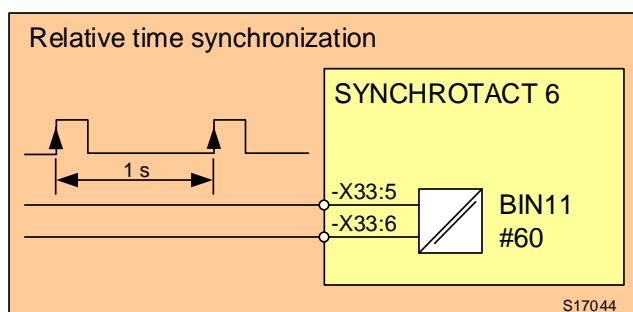 Relative time synchronization
SYNCHROTACT 6
1 s
-X33:5
-X33:6
BIN11
#60
S17044